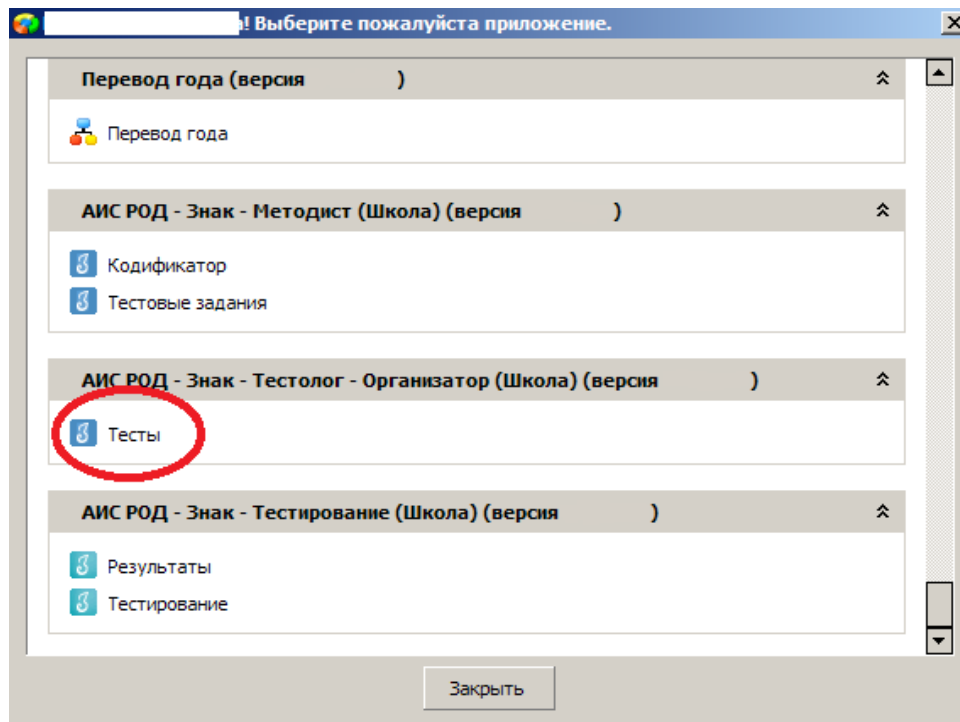 ! Выберите пожалуйста приложение.
Перевод года (версия )
Перевод года
АИС РОД - Знак - Методист (Школа) (версия )
Кодификатор
Тестовые задания
АИС РОД - Знак - Тестолог - Организатор (Школа) (версия )
Тесты
АИС РОД - Знак - Тестирование (Школа) (версия )
Результаты
Тестирование
Закрыть